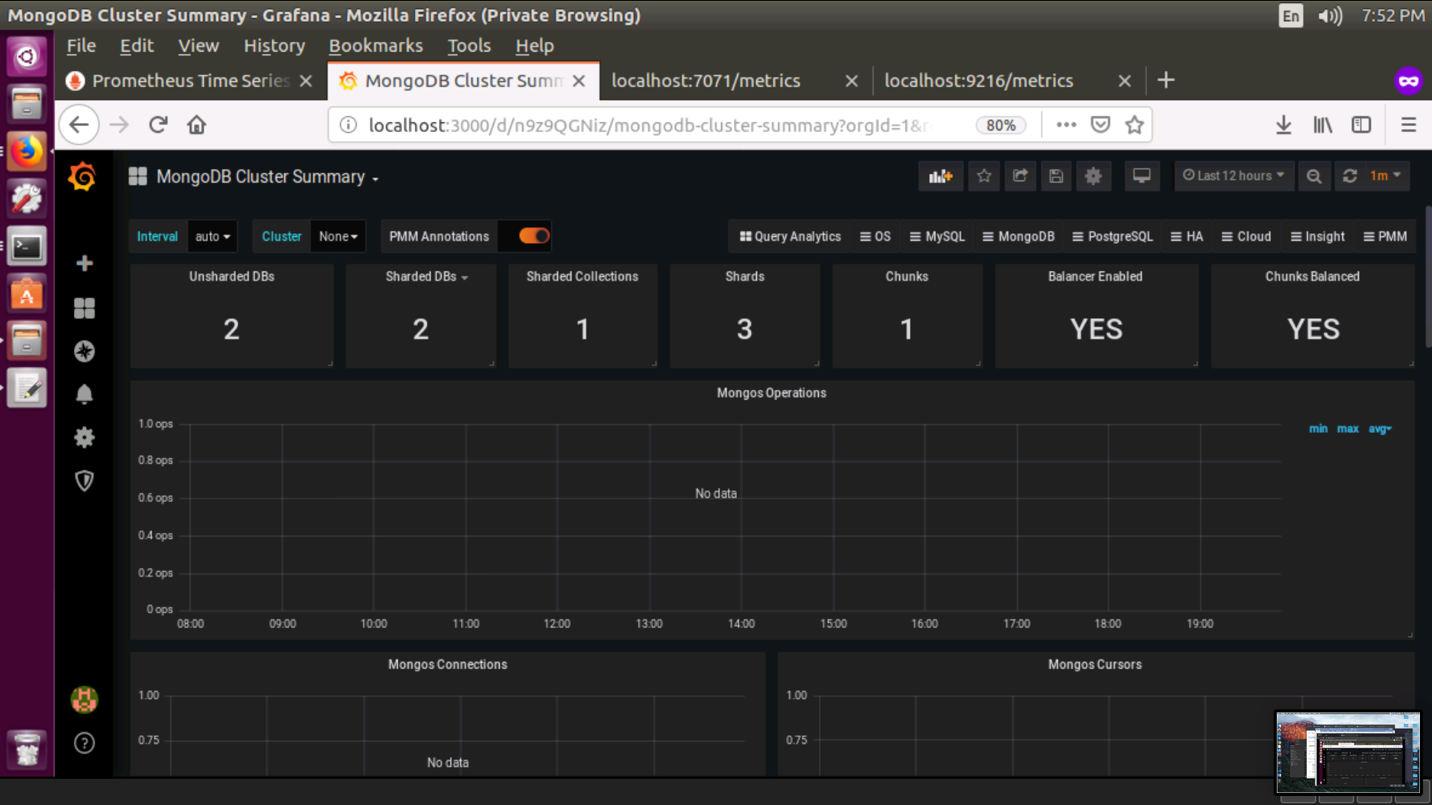 MongoDB Cluster Summary - Grafana - Mozilla Firefox (Private Browsing) En 7:52 PM
File Edit View History Bookmarks Tools Help
Prometheus Time Series MongoDB Cluster Summ localhost:7071/metrics localhost:9216/metrics
localhost:3000/d/n9z9QGNiz/mongodb-cluster-summary?orgId=1&r 80%
MongoDB Cluster Summary Last 12 hours 1m
Interval auto Cluster None PMM Annotations Query Analytics OS MySQL MongoDB PostgreSQL HA Cloud Insight PMM
Unsharded DBs Sharded DBs Sharded Collections Shards Chunks Balancer Enabled Chunks Balanced
2 2 1 3 1 YES YES
Mongos Operations
1.0 ops
min max avg
0.8 ops
No data
0.6 ops
0.4 ops
0.2 ops
0 ops
08:00 09:00 10:00 11:00 12:00 13:00 14:00 15:00 16:00 17:00 18:00 19:00
Mongos Connections Mongos Cursors
1.00 1.00
0.75 0.75
No data